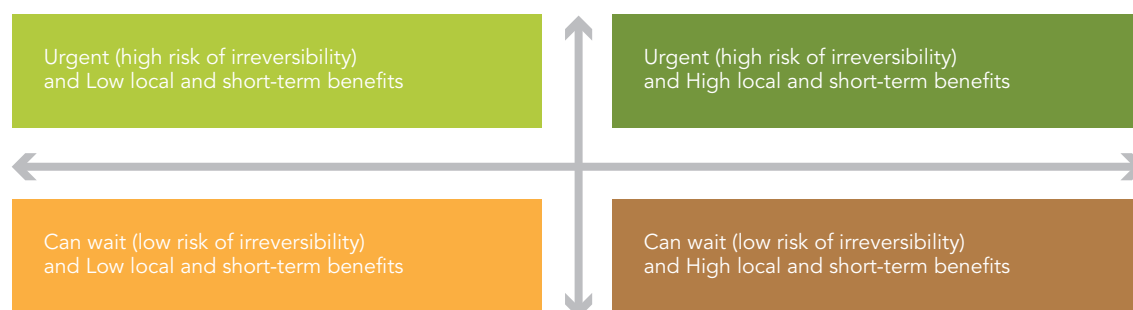 Urgent (high risk of irreversibility)
and Low local and short-term benefits
Urgent (high risk of irreversibility)
and High local and short-term benefits
Can wait (low risk of irreversibility)
and Low local and short-term benefits
Can wait (low risk of irreversibility)
and High local and short-term benefits